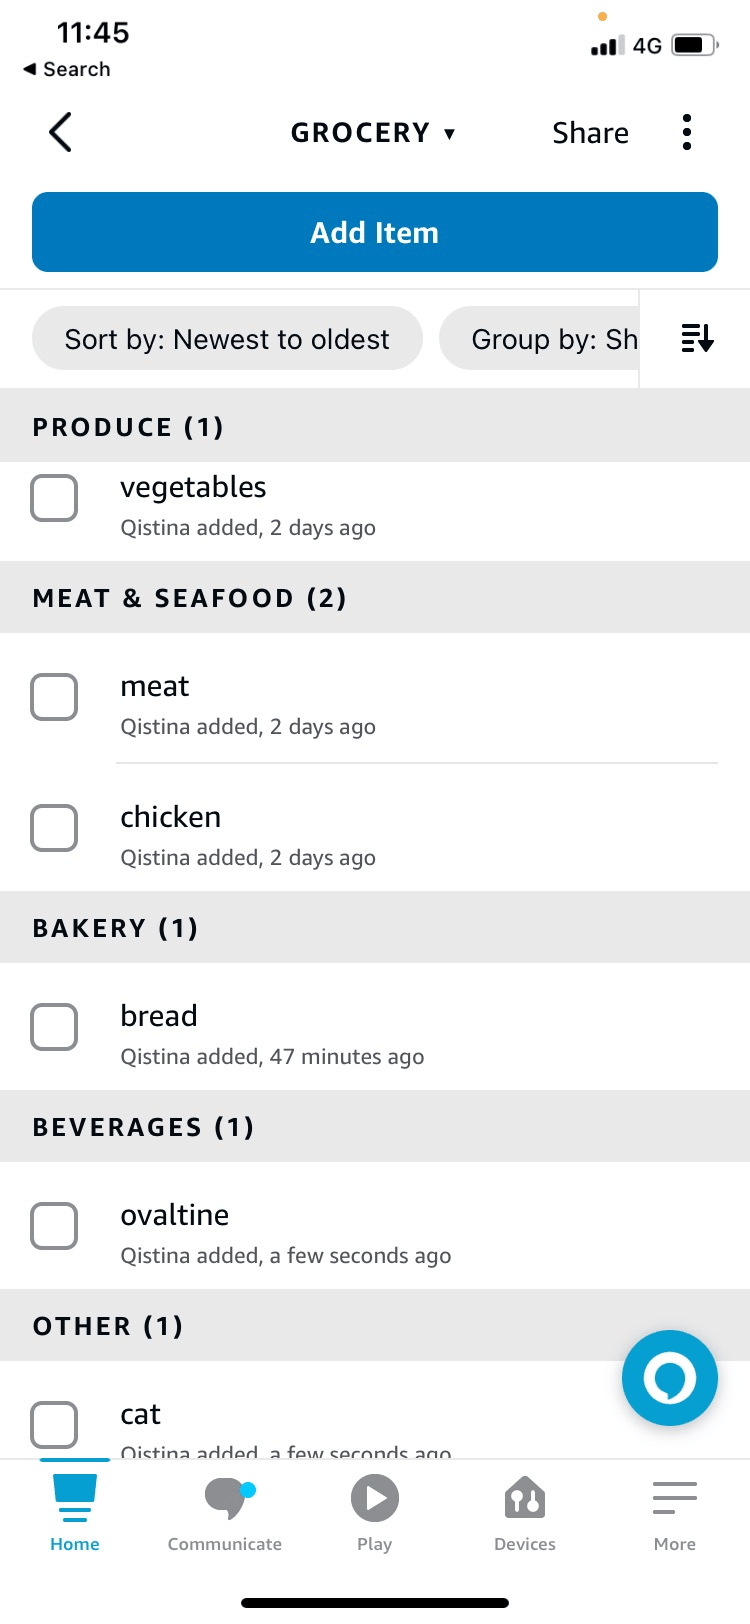 11:45
4G
◀ Search
GROCERY ▼
Share
Add Item
Sort by: Newest to oldest
Group by: Sh
PRODUCE (1)
vegetables
Qistina added, 2 days ago
MEAT & SEAFOOD (2)
meat
Qistina added, 2 days ago
chicken
Qistina added, 2 days ago
BAKERY (1)
bread
Qistina added, 47 minutes ago
BEVERAGES (1)
ovaltine
Qistina added, a few seconds ago
OTHER (1)
cat
Qistina added, a few seconds ago
Home
Communicate
Play
Devices
More